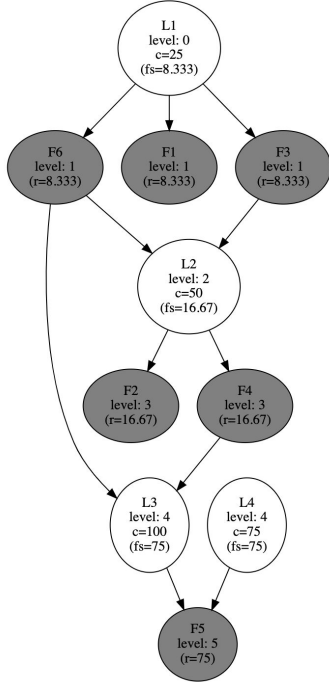 L1
level: 0
c=25
(fs=8.333)
F6
level: 1
(r=8.333)
F1
level: 1
(r=8.333)
F3
level: 1
(r=8.333)
L2
level: 2
c=50
(fs=16.67)
F2
level: 3
(r=16.67)
F4
level: 3
(r=16.67)
L3
level: 4
c=100
(fs=75)
L4
level: 4
c=75
(fs=75)
F5
level: 5
(r=75)